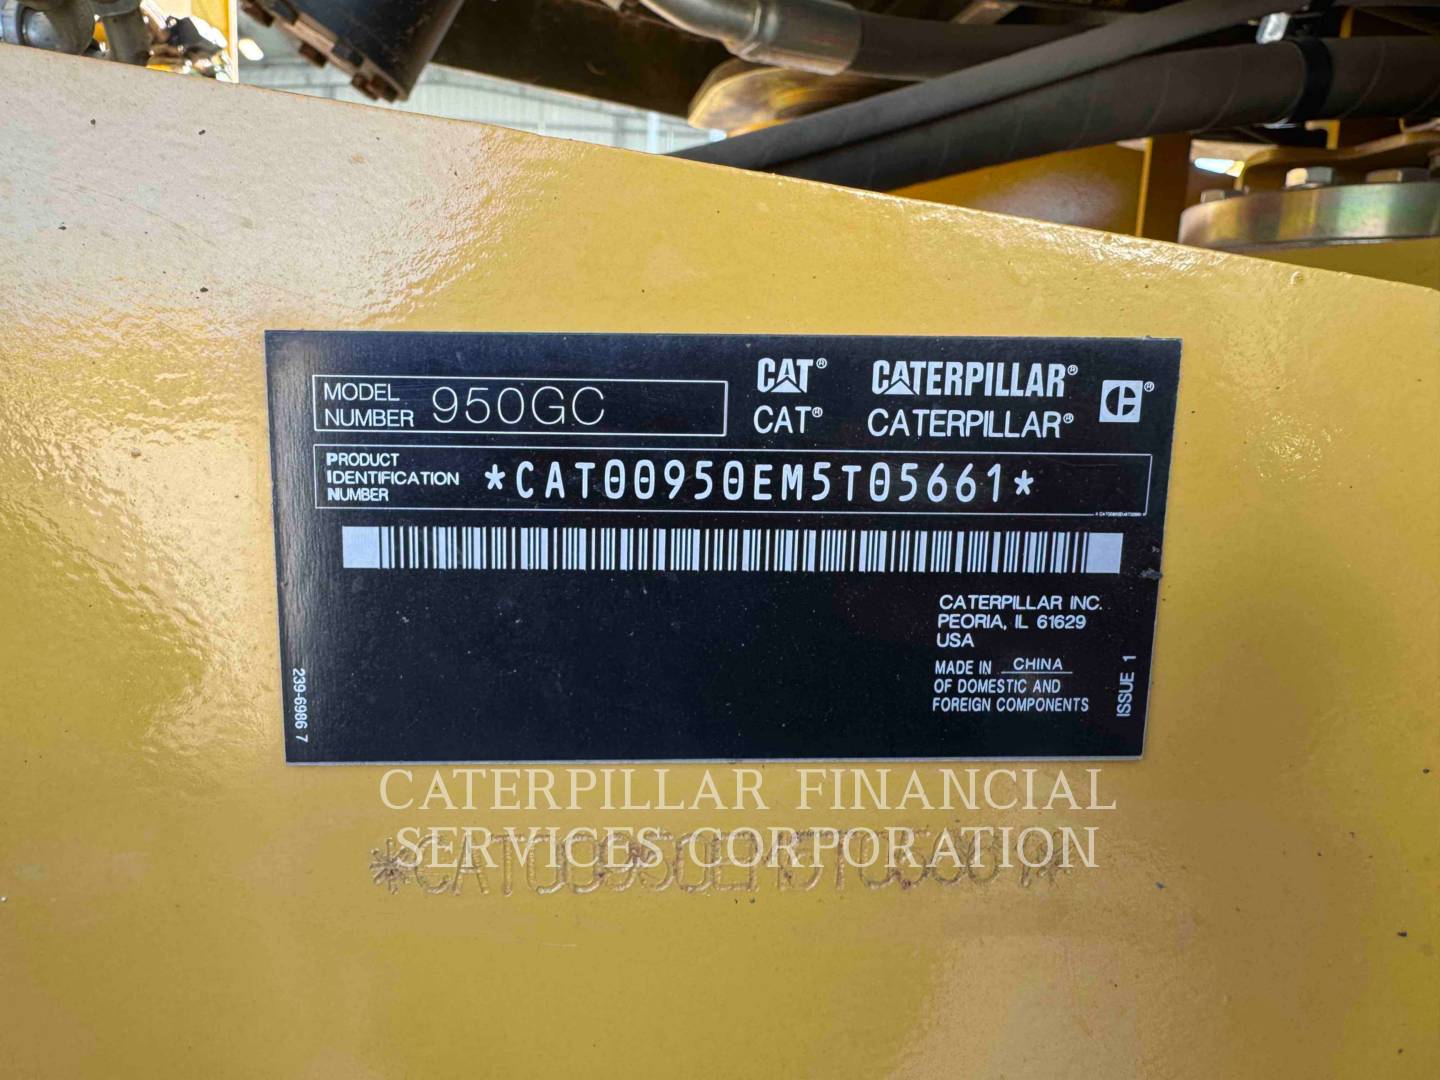 MODEL NUMBER 950GC
CAT® CATERPILLAR®
CAT® CATERPILLAR®
PRODUCT IDENTIFICATION NUMBER *CAT00950EM5T05661*
CATERPILLAR INC.
PEORIA, IL 61629
USA
MADE IN CHINA
OF DOMESTIC AND
FOREIGN COMPONENTS
ISSUE 1
239-6986 7
CATERPILLAR FINANCIAL
SERVICES CORPORATION
*CAT00950EM5T05661*